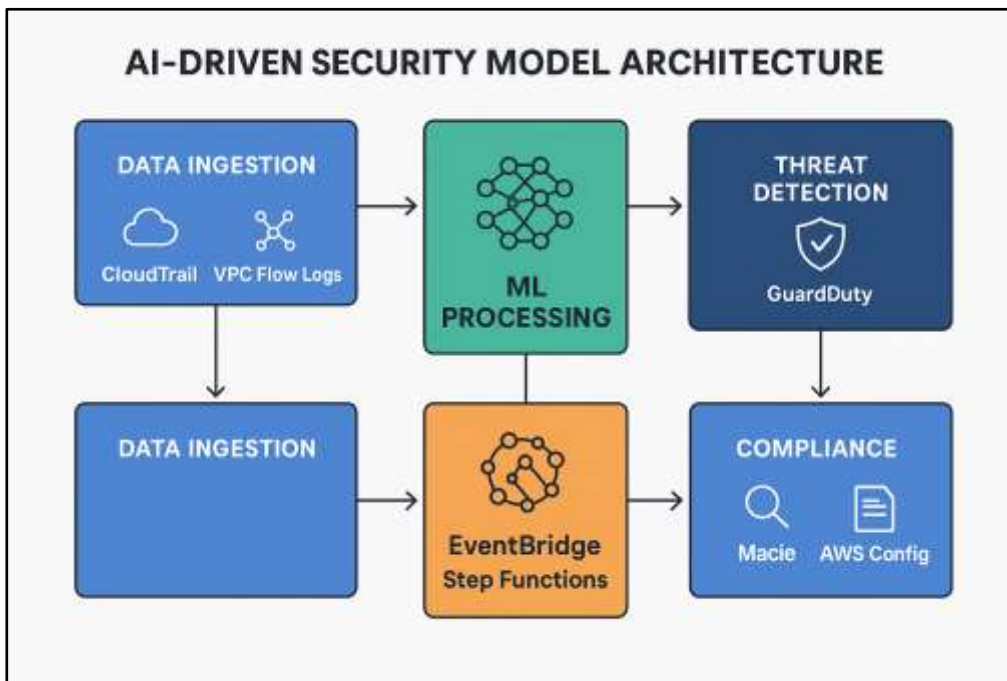 AI-DRIVEN SECURITY MODEL ARCHITECTURE
DATA INGESTION
CloudTrail
VPC Flow Logs
ML
PROCESSING
THREAT
DETECTION
GuardDuty
DATA INGESTION
EventBridge
Step Functions
COMPLIANCE
Macie
AWS Config